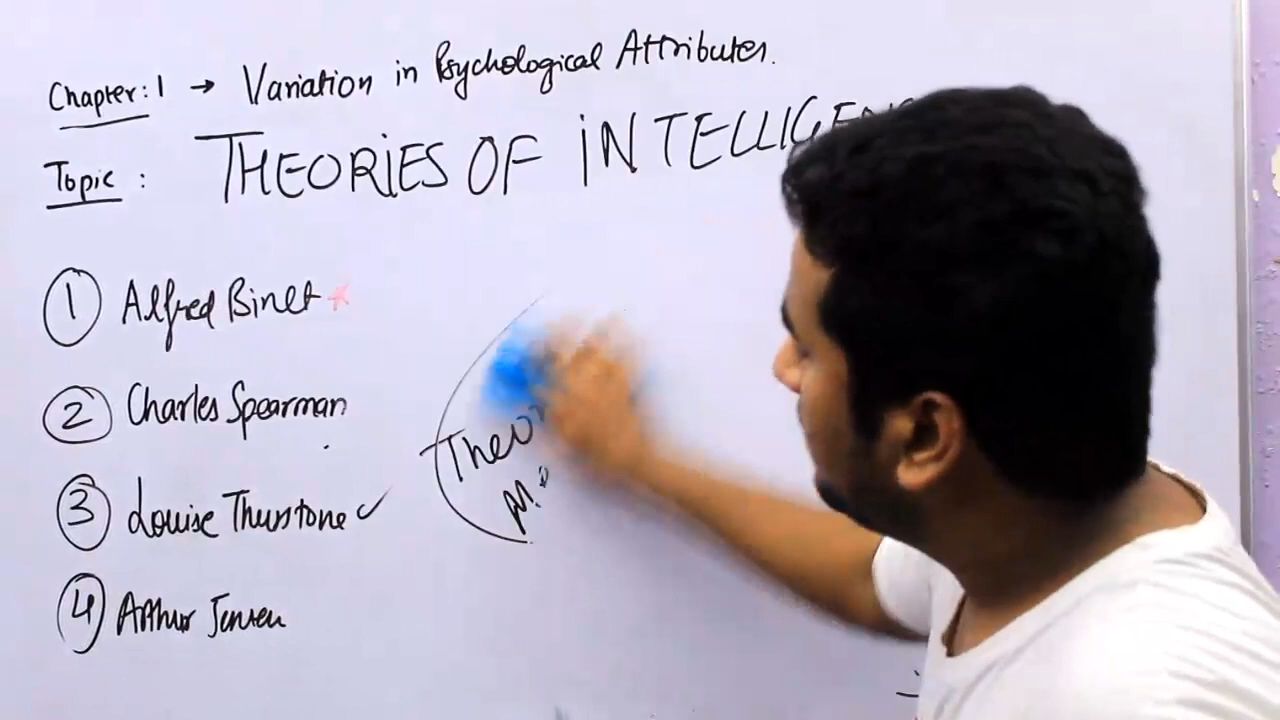 Chapter: 1 → Variation in Psychological Attributes.
Topic : THEORIES OF INTELLIGEN
① Alfred Binet
② Charles Spearman
③ Louise Thurstone ✓
④ Arthur Jensen
Theor